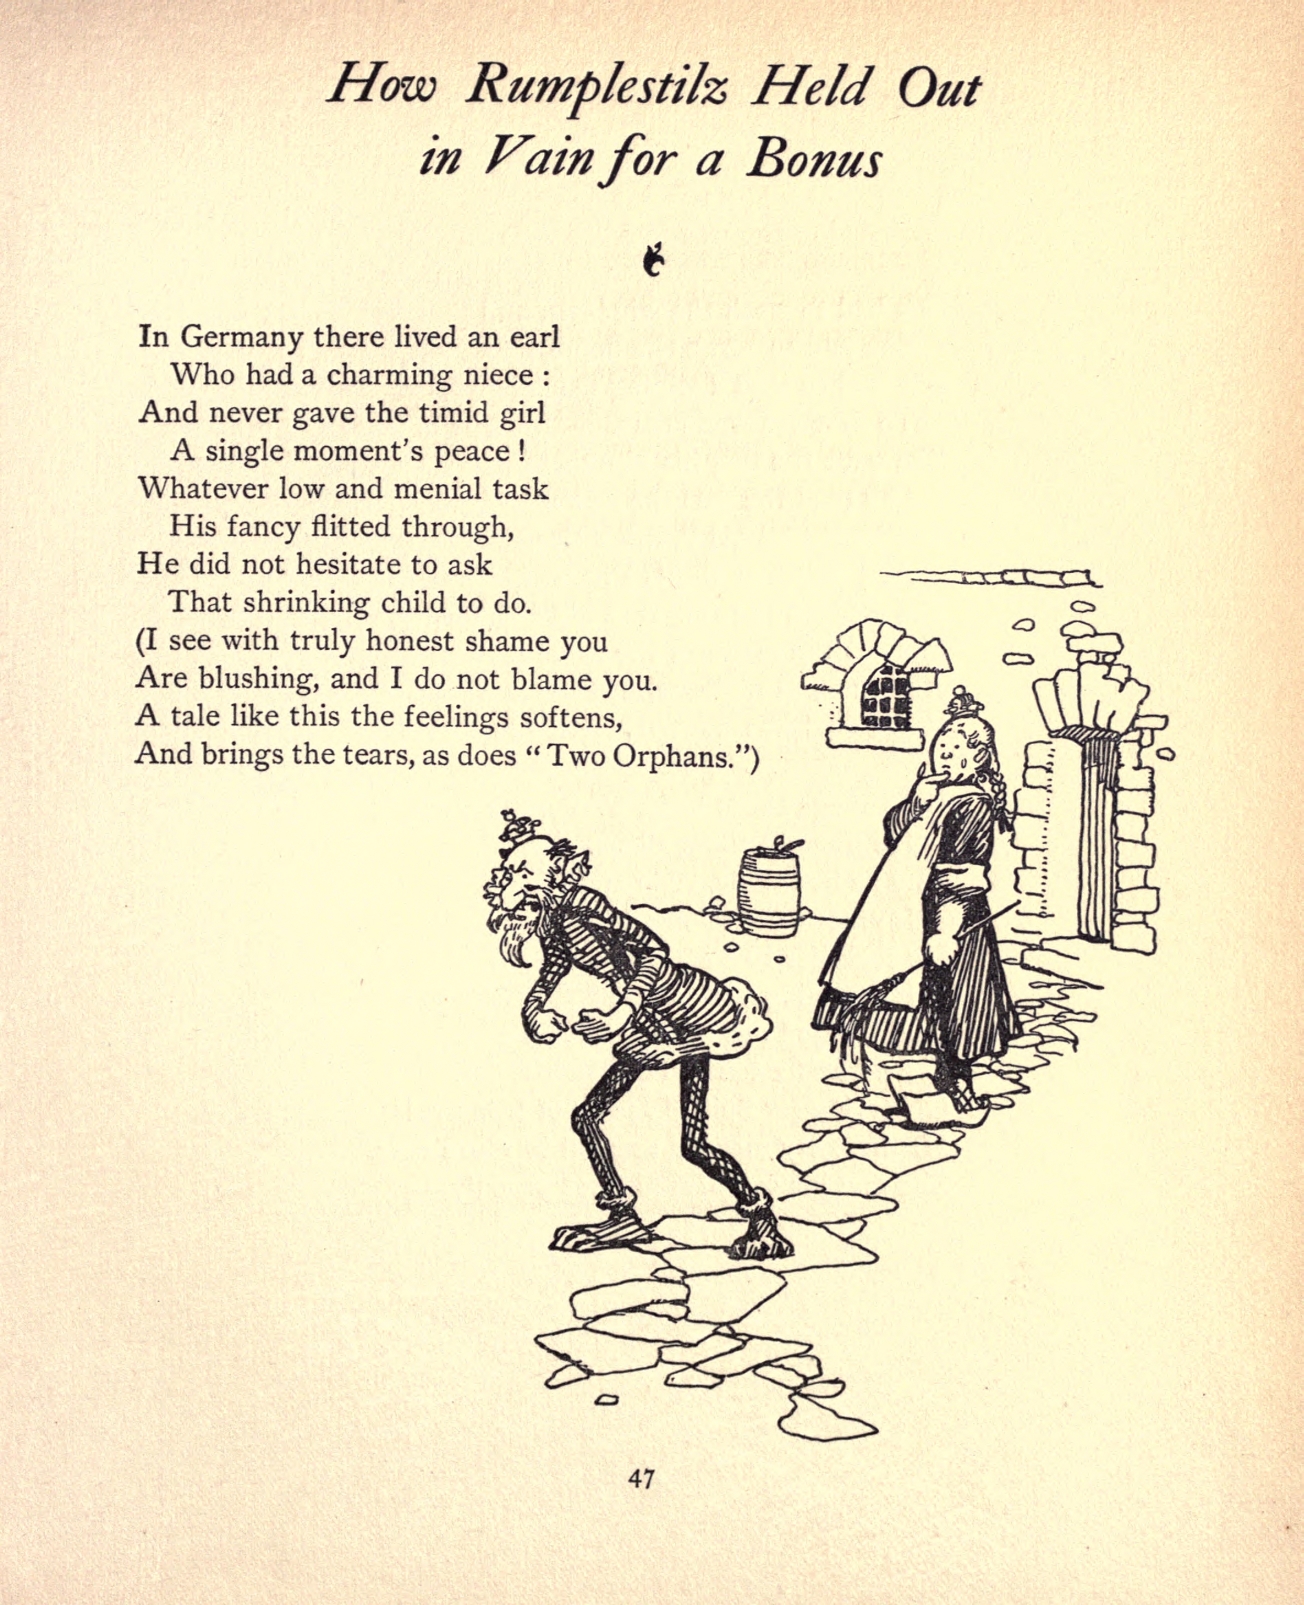 How Rumplestilz Held Out
in Vain for a Bonus
In Germany there lived an earl
Who had a charming niece :
And never gave the timid girl
A single moment's peace !
Whatever low and menial task
His fancy flitted through,
He did not hesitate to ask
That shrinking child to do.
(I see with truly honest shame you
Are blushing, and I do not blame you.
A tale like this the feelings softens,
And brings the tears, as does “ Two Orphans.”)
47